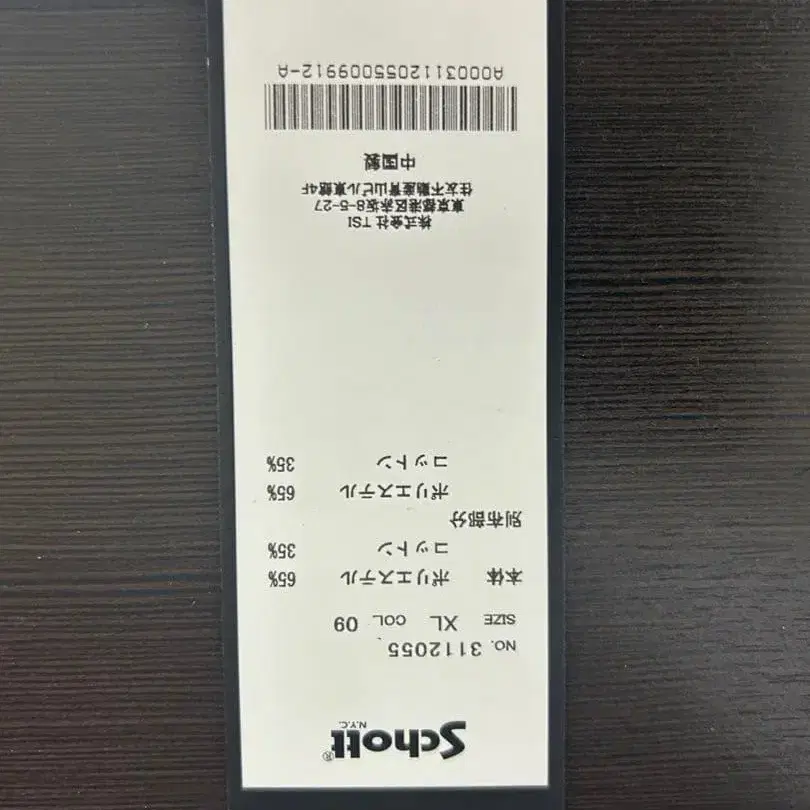 Schott®
N.Y.C.
NO. 3112055
SIZE XL COL 09
本体 ポリエステル 65%
コットン 35%
別布部分
ポリエステル 65%
コットン 35%
株式会社 TSI
東京都港区赤坂8-5-27
住友不動産青山ビル東館4F
中国製
A0003112055009912-A